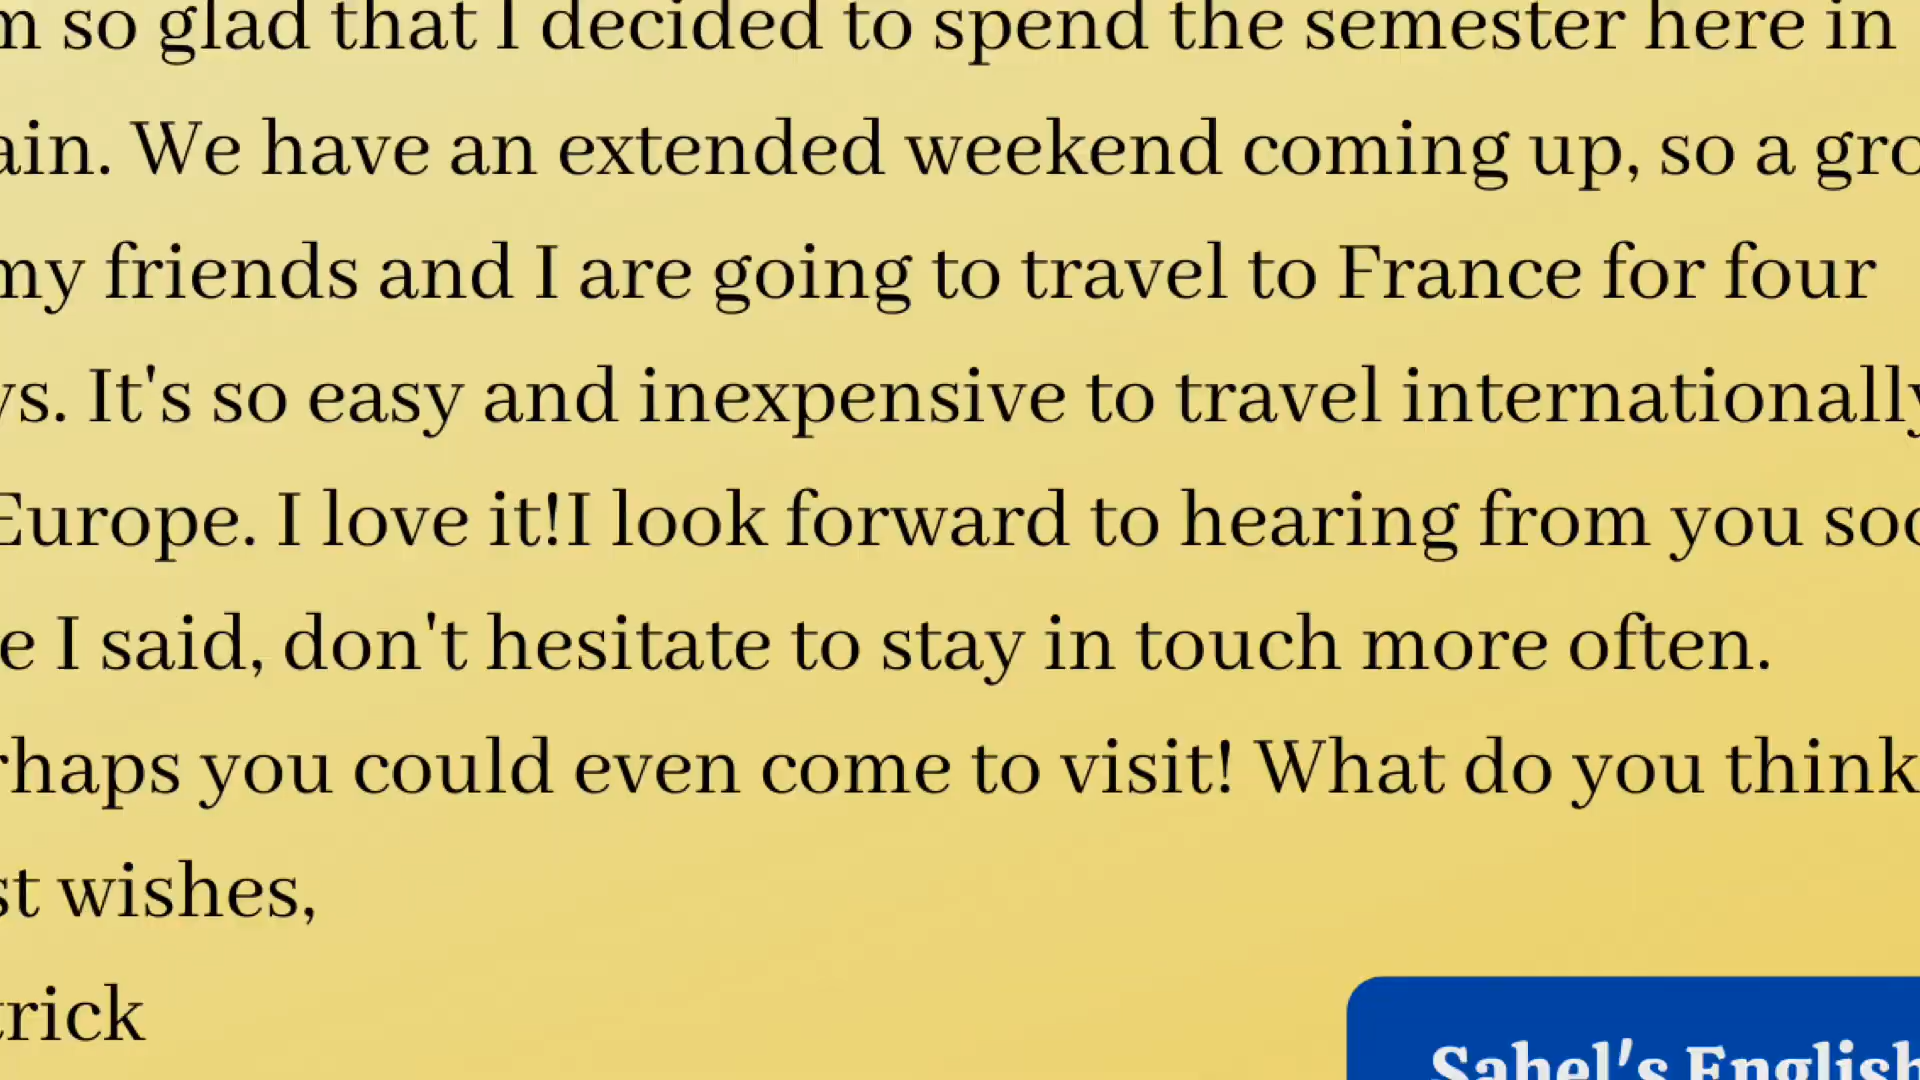 m so glad that I decided to spend the semester here in
ain. We have an extended weekend coming up, so a gro
my friends and I are going to travel to France for four
ys. It's so easy and inexpensive to travel internationally
Europe. I love it!I look forward to hearing from you soo
e I said, don't hesitate to stay in touch more often.
rhaps you could even come to visit! What do you think
st wishes,
trick
Sahel's English